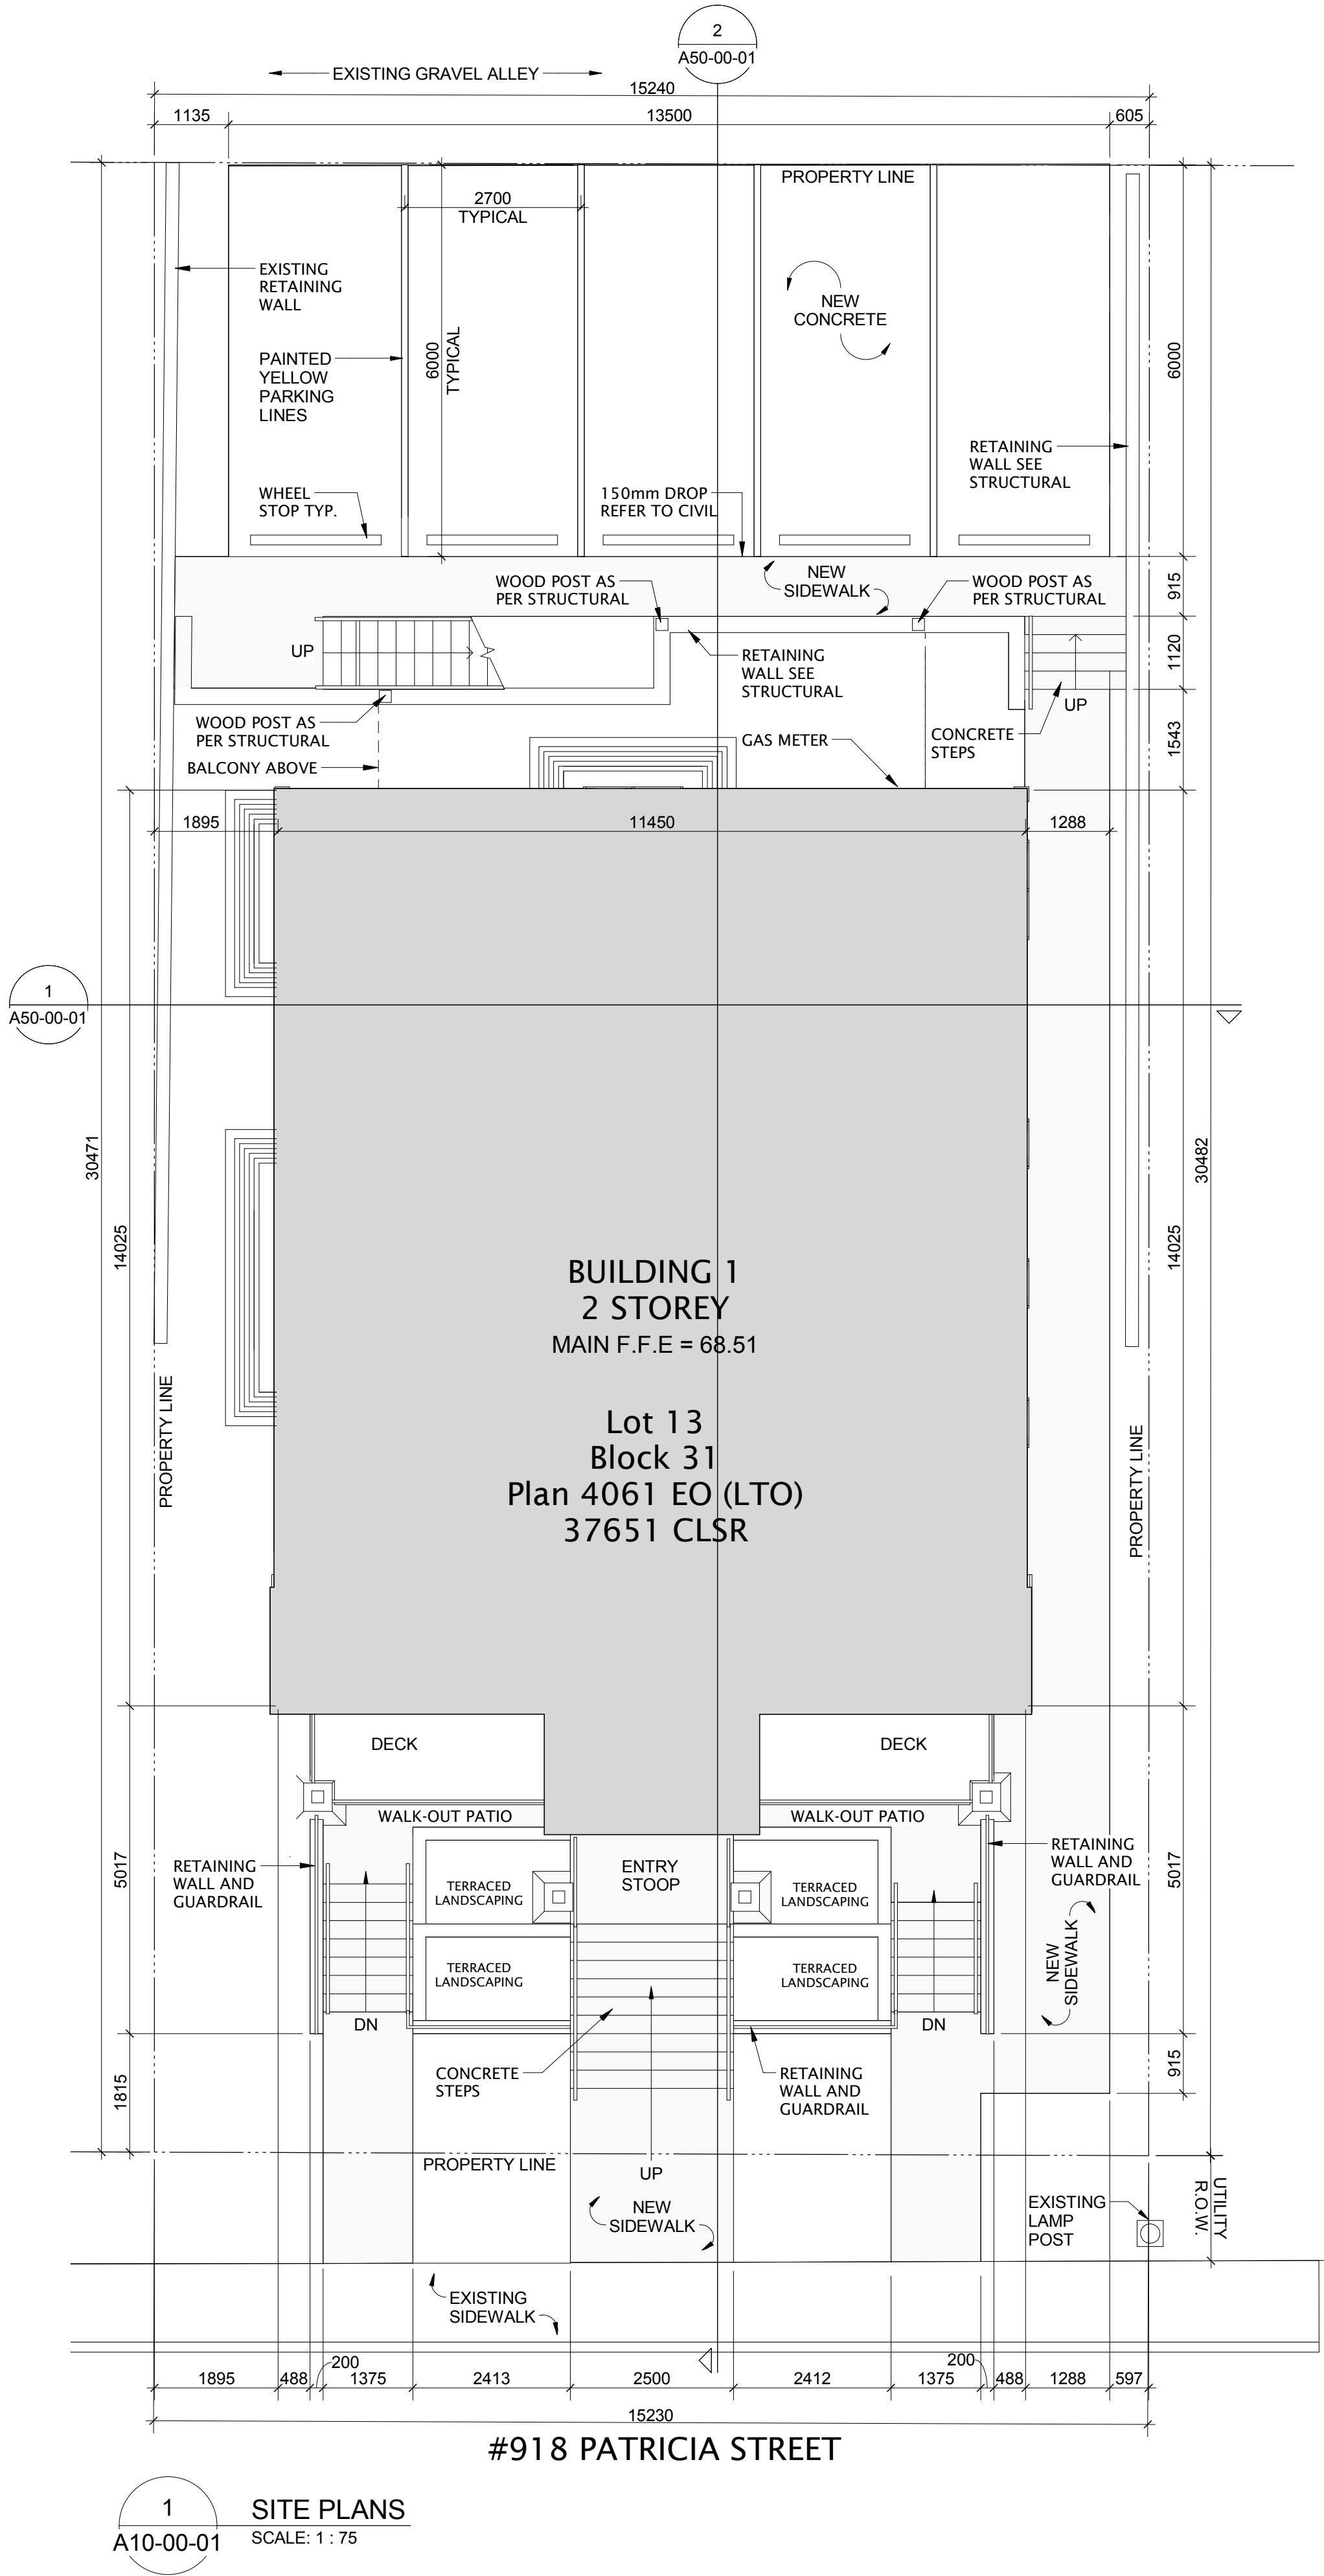 2
A50-00-01
EXISTING GRAVEL ALLEY
15240
1135
13500
605
PROPERTY LINE
2700
TYPICAL
EXISTING
RETAINING
WALL
NEW
CONCRETE
PAINTED
YELLOW
PARKING
LINES
6000
TYPICAL
6000
RETAINING
WALL SEE
STRUCTURAL
WHEEL
STOP TYP.
150mm DROP
REFER TO CIVIL
WOOD POST AS
PER STRUCTURAL
NEW
SIDEWALK
WOOD POST AS
PER STRUCTURAL
915
UP
RETAINING
WALL SEE
STRUCTURAL
1120
UP
WOOD POST AS
PER STRUCTURAL
GAS METER
CONCRETE
STEPS
1543
BALCONY ABOVE
1895
11450
1288
1
A50-00-01
30471
30482
14025
14025
BUILDING 1
2 STOREY
MAIN F.F.E = 68.51
Lot 13
Block 31
Plan 4061 EO (LTO)
37651 CLSR
PROPERTY LINE
PROPERTY LINE
DECK
DECK
WALK-OUT PATIO
WALK-OUT PATIO
5017
RETAINING
WALL AND
GUARDRAIL
ENTRY
STOOP
RETAINING
WALL AND
GUARDRAIL
5017
TERRACED
LANDSCAPING
TERRACED
LANDSCAPING
TERRACED
LANDSCAPING
TERRACED
LANDSCAPING
NEW
SIDEWALK
DN
DN
1815
CONCRETE
STEPS
RETAINING
WALL AND
GUARDRAIL
915
PROPERTY LINE
UP
NEW
SIDEWALK
EXISTING
LAMP
POST
UTILITY
R.O.W.
EXISTING
SIDEWALK
200
200
1895
488
1375
2413
2500
2412
1375
488
1288
597
15230
#918 PATRICIA STREET
1
A10-00-01
SITE PLANS
SCALE: 1 : 75